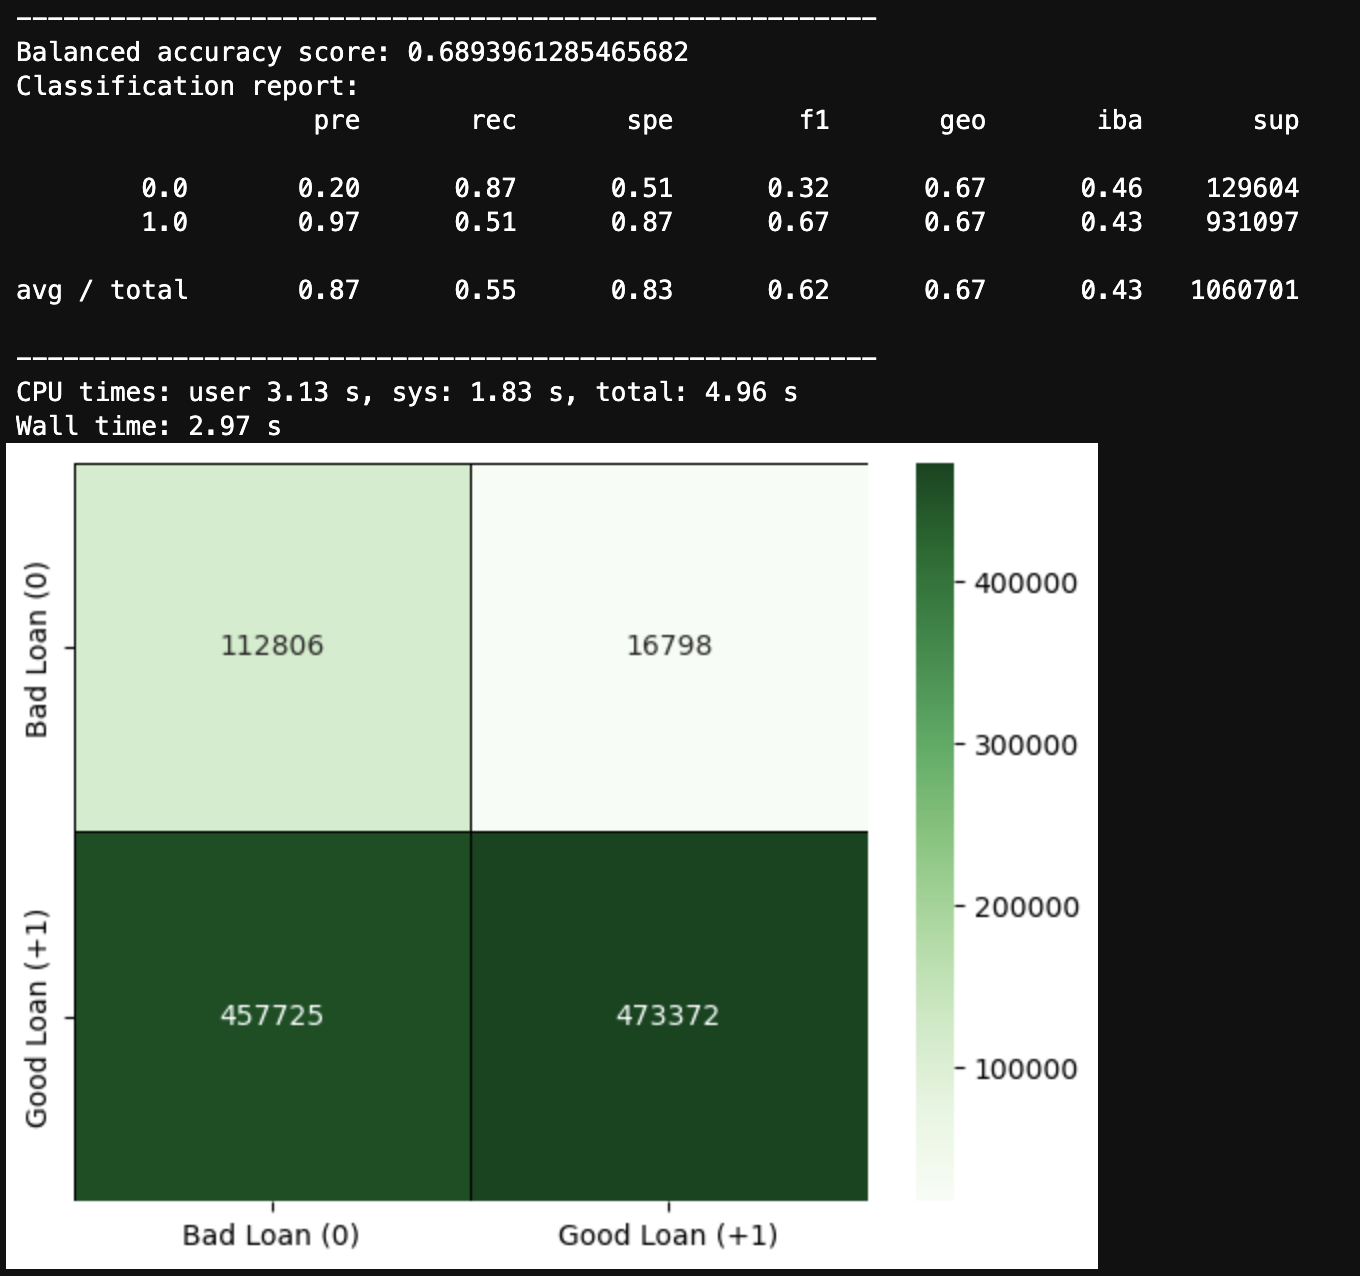 -------------------------------------------------------
Balanced accuracy score: 0.6893961285465682
Classification report:
pre rec spe f1 geo iba sup
0.0 0.20 0.87 0.51 0.32 0.67 0.46 129604
1.0 0.97 0.51 0.87 0.67 0.67 0.43 931097
avg / total 0.87 0.55 0.83 0.62 0.67 0.43 1060701
-------------------------------------------------------
CPU times: user 3.13 s, sys: 1.83 s, total: 4.96 s
Wall time: 2.97 s
Bad Loan (0)
112806 16798
Good Loan (+1)
457725 473372
Bad Loan (0) Good Loan (+1)
400000
300000
200000
100000